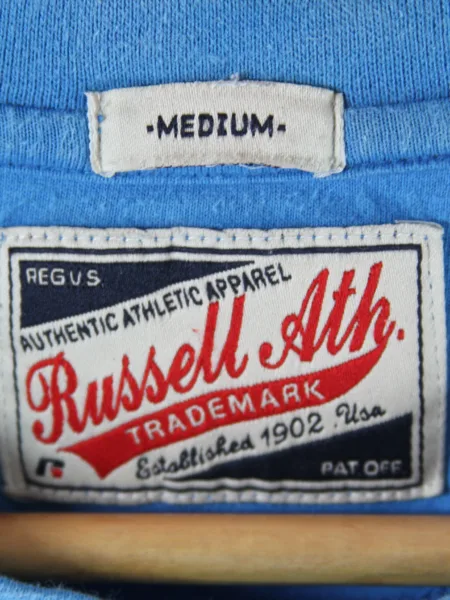 -MEDIUM-
REG U S
AUTHENTIC ATHLETIC APPAREL
Russell Ath.
TRADEMARK
Established 1902 Usa
PAT OFF